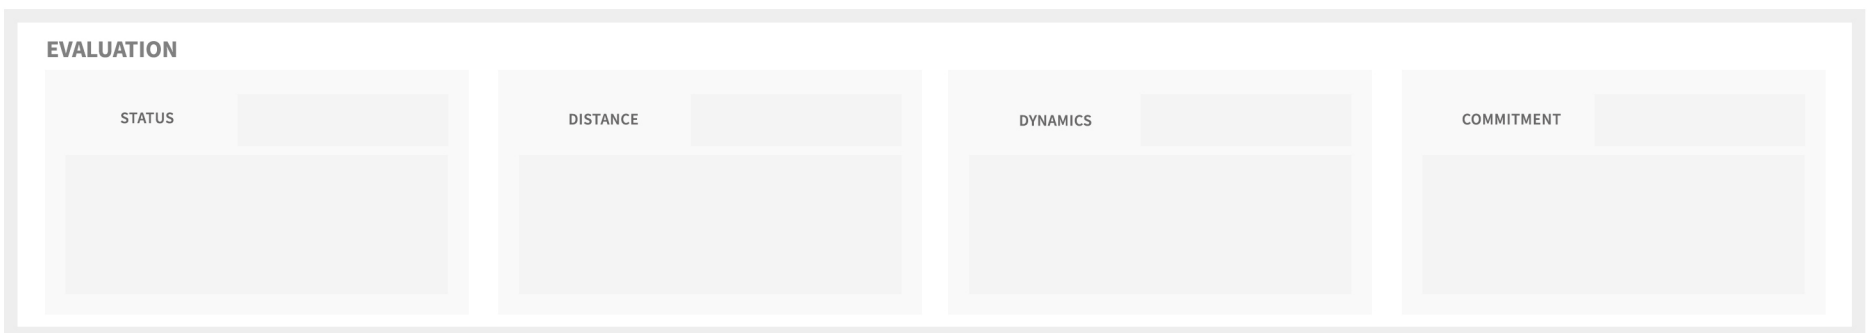 EVALUATION
STATUS
DISTANCE
DYNAMICS
COMMITMENT